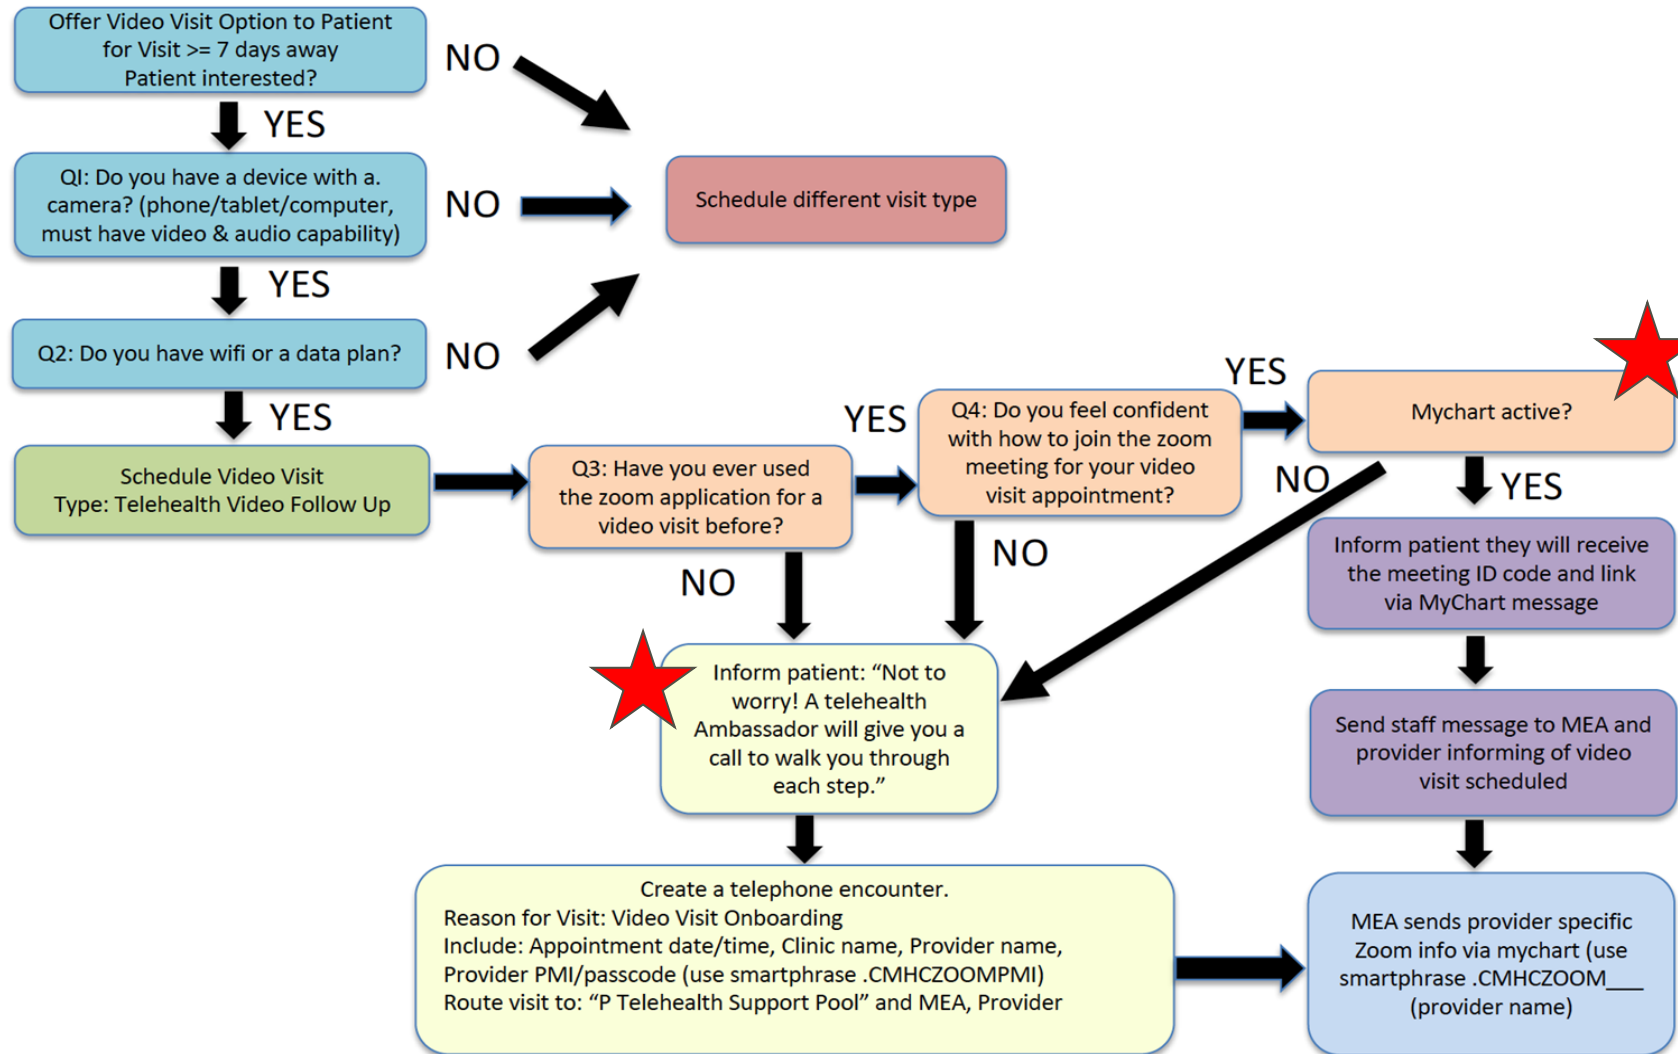 Offer Video Visit Option to Patient
for Visit >= 7 days away
Patient interested?
NO
YES
QI: Do you have a device with a.
camera? (phone/tablet/computer,
must have video & audio capability)
NO
Schedule different visit type
YES
Q2: Do you have wifi or a data plan?
NO
YES
Schedule Video Visit
Type: Telehealth Video Follow Up
Q3: Have you ever used
the zoom application for a
video visit before?
YES
NO
Q4: Do you feel confident
with how to join the zoom
meeting for your video
visit appointment?
YES
NO
Mychart active?
NO
YES
Inform patient they will receive
the meeting ID code and link
via MyChart message
Send staff message to MEA and
provider informing of video
visit scheduled
Inform patient: “Not to
worry! A telehealth
Ambassador will give you a
call to walk you through
each step.”
Create a telephone encounter.
Reason for Visit: Video Visit Onboarding
Include: Appointment date/time, Clinic name, Provider name,
Provider PMI/passcode (use smartphrase .CMHCZOOMPMI)
Route visit to: “P Telehealth Support Pool” and MEA, Provider
MEA sends provider specific
Zoom info via mychart (use
smartphrase .CMHCZOOM___
(provider name)